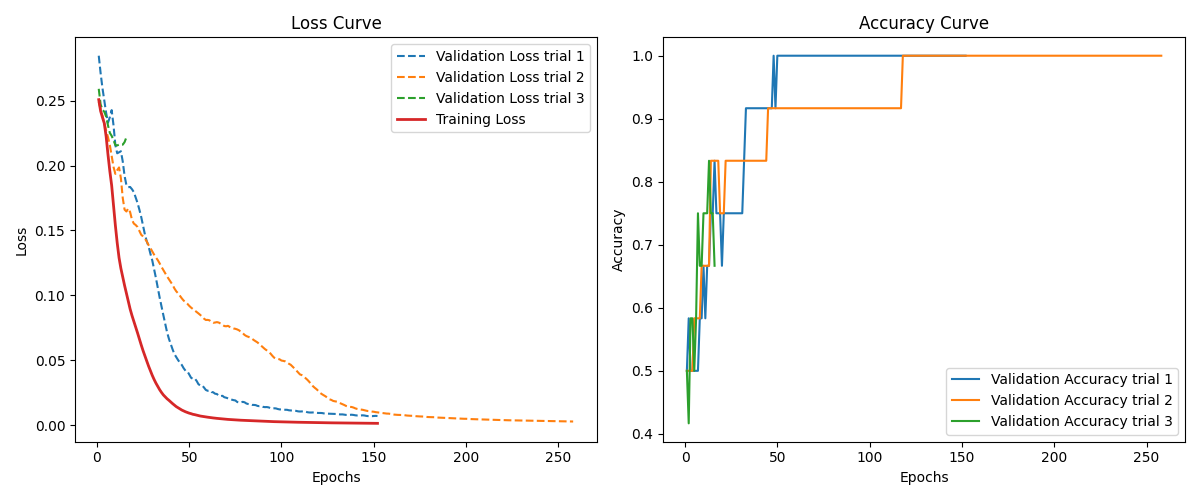 Loss Curve
Loss
0.25
0.20
0.15
0.10
0.05
0.00
0
50
100
150
200
250
Epochs
Validation Loss trial 1
Validation Loss trial 2
Validation Loss trial 3
Training Loss
Accuracy Curve
Accuracy
1.0
0.9
0.8
0.7
0.6
0.5
0.4
0
50
100
150
200
250
Epochs
Validation Accuracy trial 1
Validation Accuracy trial 2
Validation Accuracy trial 3